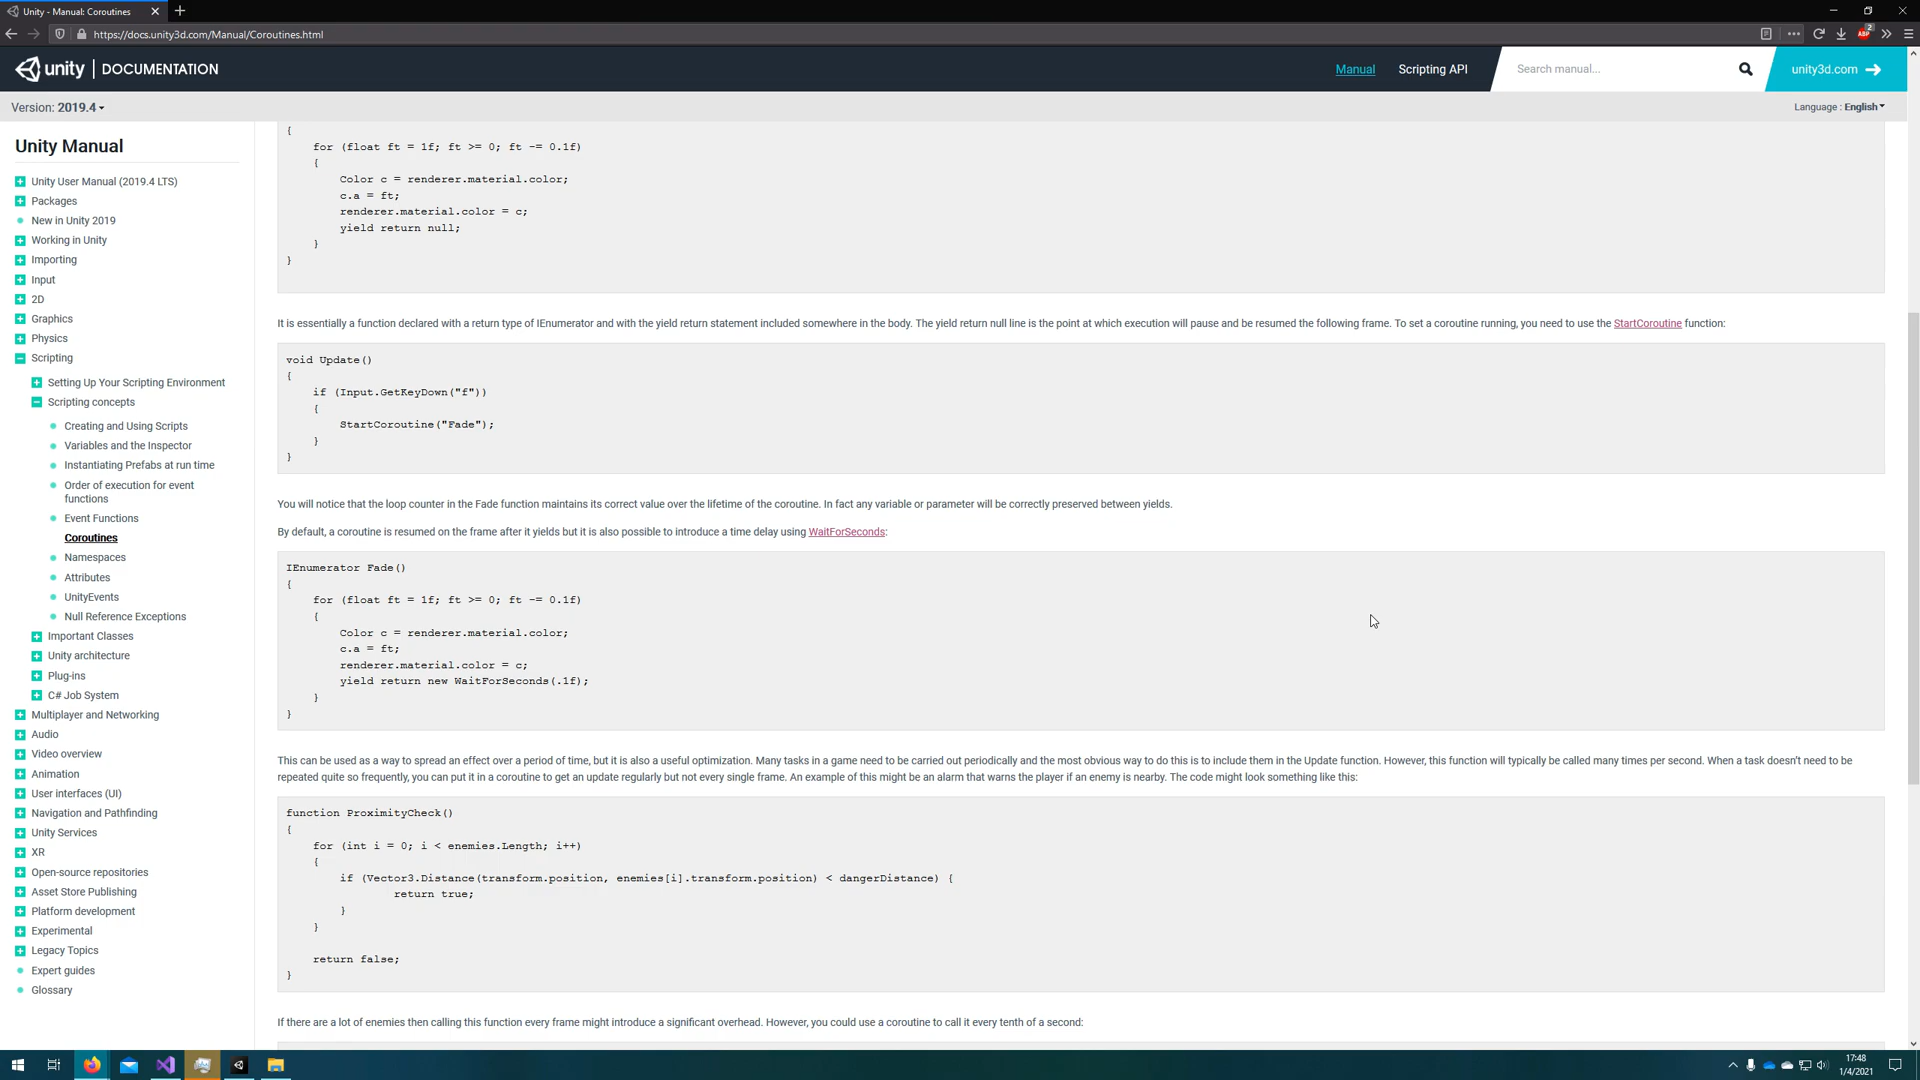 Unity - Manual: Coroutines
https://docs.unity3d.com/Manual/Coroutines.html
ABP
2
unity | DOCUMENTATION
Manual
Scripting API
Search manual...
unity3d.com
Version: 2019.4
Language : English
Unity Manual
Unity User Manual (2019.4 LTS)
Packages
New in Unity 2019
Working in Unity
Importing
Input
2D
Graphics
Physics
Scripting
Setting Up Your Scripting Environment
Scripting concepts
Creating and Using Scripts
Variables and the Inspector
Instantiating Prefabs at run time
Order of execution for event
functions
Event Functions
Coroutines
Namespaces
Attributes
UnityEvents
Null Reference Exceptions
Important Classes
Unity architecture
Plug-ins
C# Job System
Multiplayer and Networking
Audio
Video overview
Animation
User interfaces (UI)
Navigation and Pathfinding
Unity Services
XR
Open-source repositories
Asset Store Publishing
Platform development
Experimental
Legacy Topics
Expert guides
Glossary
{
for (float ft = 1f; ft >= 0; ft -= 0.1f)
{
Color c = renderer.material.color;
c.a = ft;
renderer.material.color = c;
yield return null;
}
}
It is essentially a function declared with a return type of IEnumerator and with the yield return statement included somewhere in the body. The yield return null line is the point at which execution will pause and be resumed the following frame. To set a coroutine running, you need to use the StartCoroutine function:
void Update()
{
if (Input.GetKeyDown("f"))
{
StartCoroutine("Fade");
}
}
You will notice that the loop counter in the Fade function maintains its correct value over the lifetime of the coroutine. In fact any variable or parameter will be correctly preserved between yields.
By default, a coroutine is resumed on the frame after it yields but it is also possible to introduce a time delay using WaitForSeconds:
IEnumerator Fade()
{
for (float ft = 1f; ft >= 0; ft -= 0.1f)
{
Color c = renderer.material.color;
c.a = ft;
renderer.material.color = c;
yield return new WaitForSeconds(.1f);
}
}
This can be used as a way to spread an effect over a period of time, but it is also a useful optimization. Many tasks in a game need to be carried out periodically and the most obvious way to do this is to include them in the Update function. However, this function will typically be called many times per second. When a task doesn’t need to be
repeated quite so frequently, you can put it in a coroutine to get an update regularly but not every single frame. An example of this might be an alarm that warns the player if an enemy is nearby. The code might look something like this:
function ProximityCheck()
{
for (int i = 0; i < enemies.Length; i++)
{
if (Vector3.Distance(transform.position, enemies[i].transform.position) < dangerDistance) {
return true;
}
}
return false;
}
If there are a lot of enemies then calling this function every frame might introduce a significant overhead. However, you could use a coroutine to call it every tenth of a second:
17:48
1/4/2021